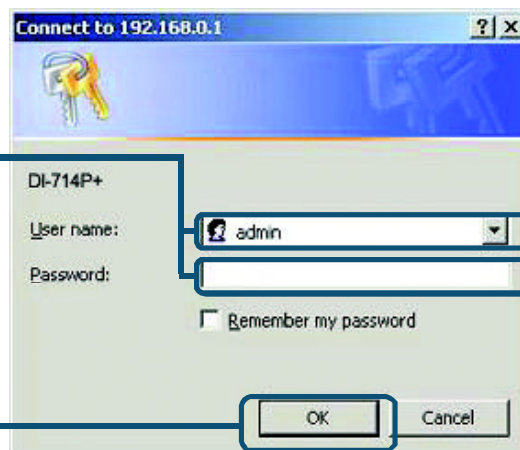 Connect to 192.168.0.1
DI-714P+
User name:
admin
Password:
Remember my password
OK
Cancel